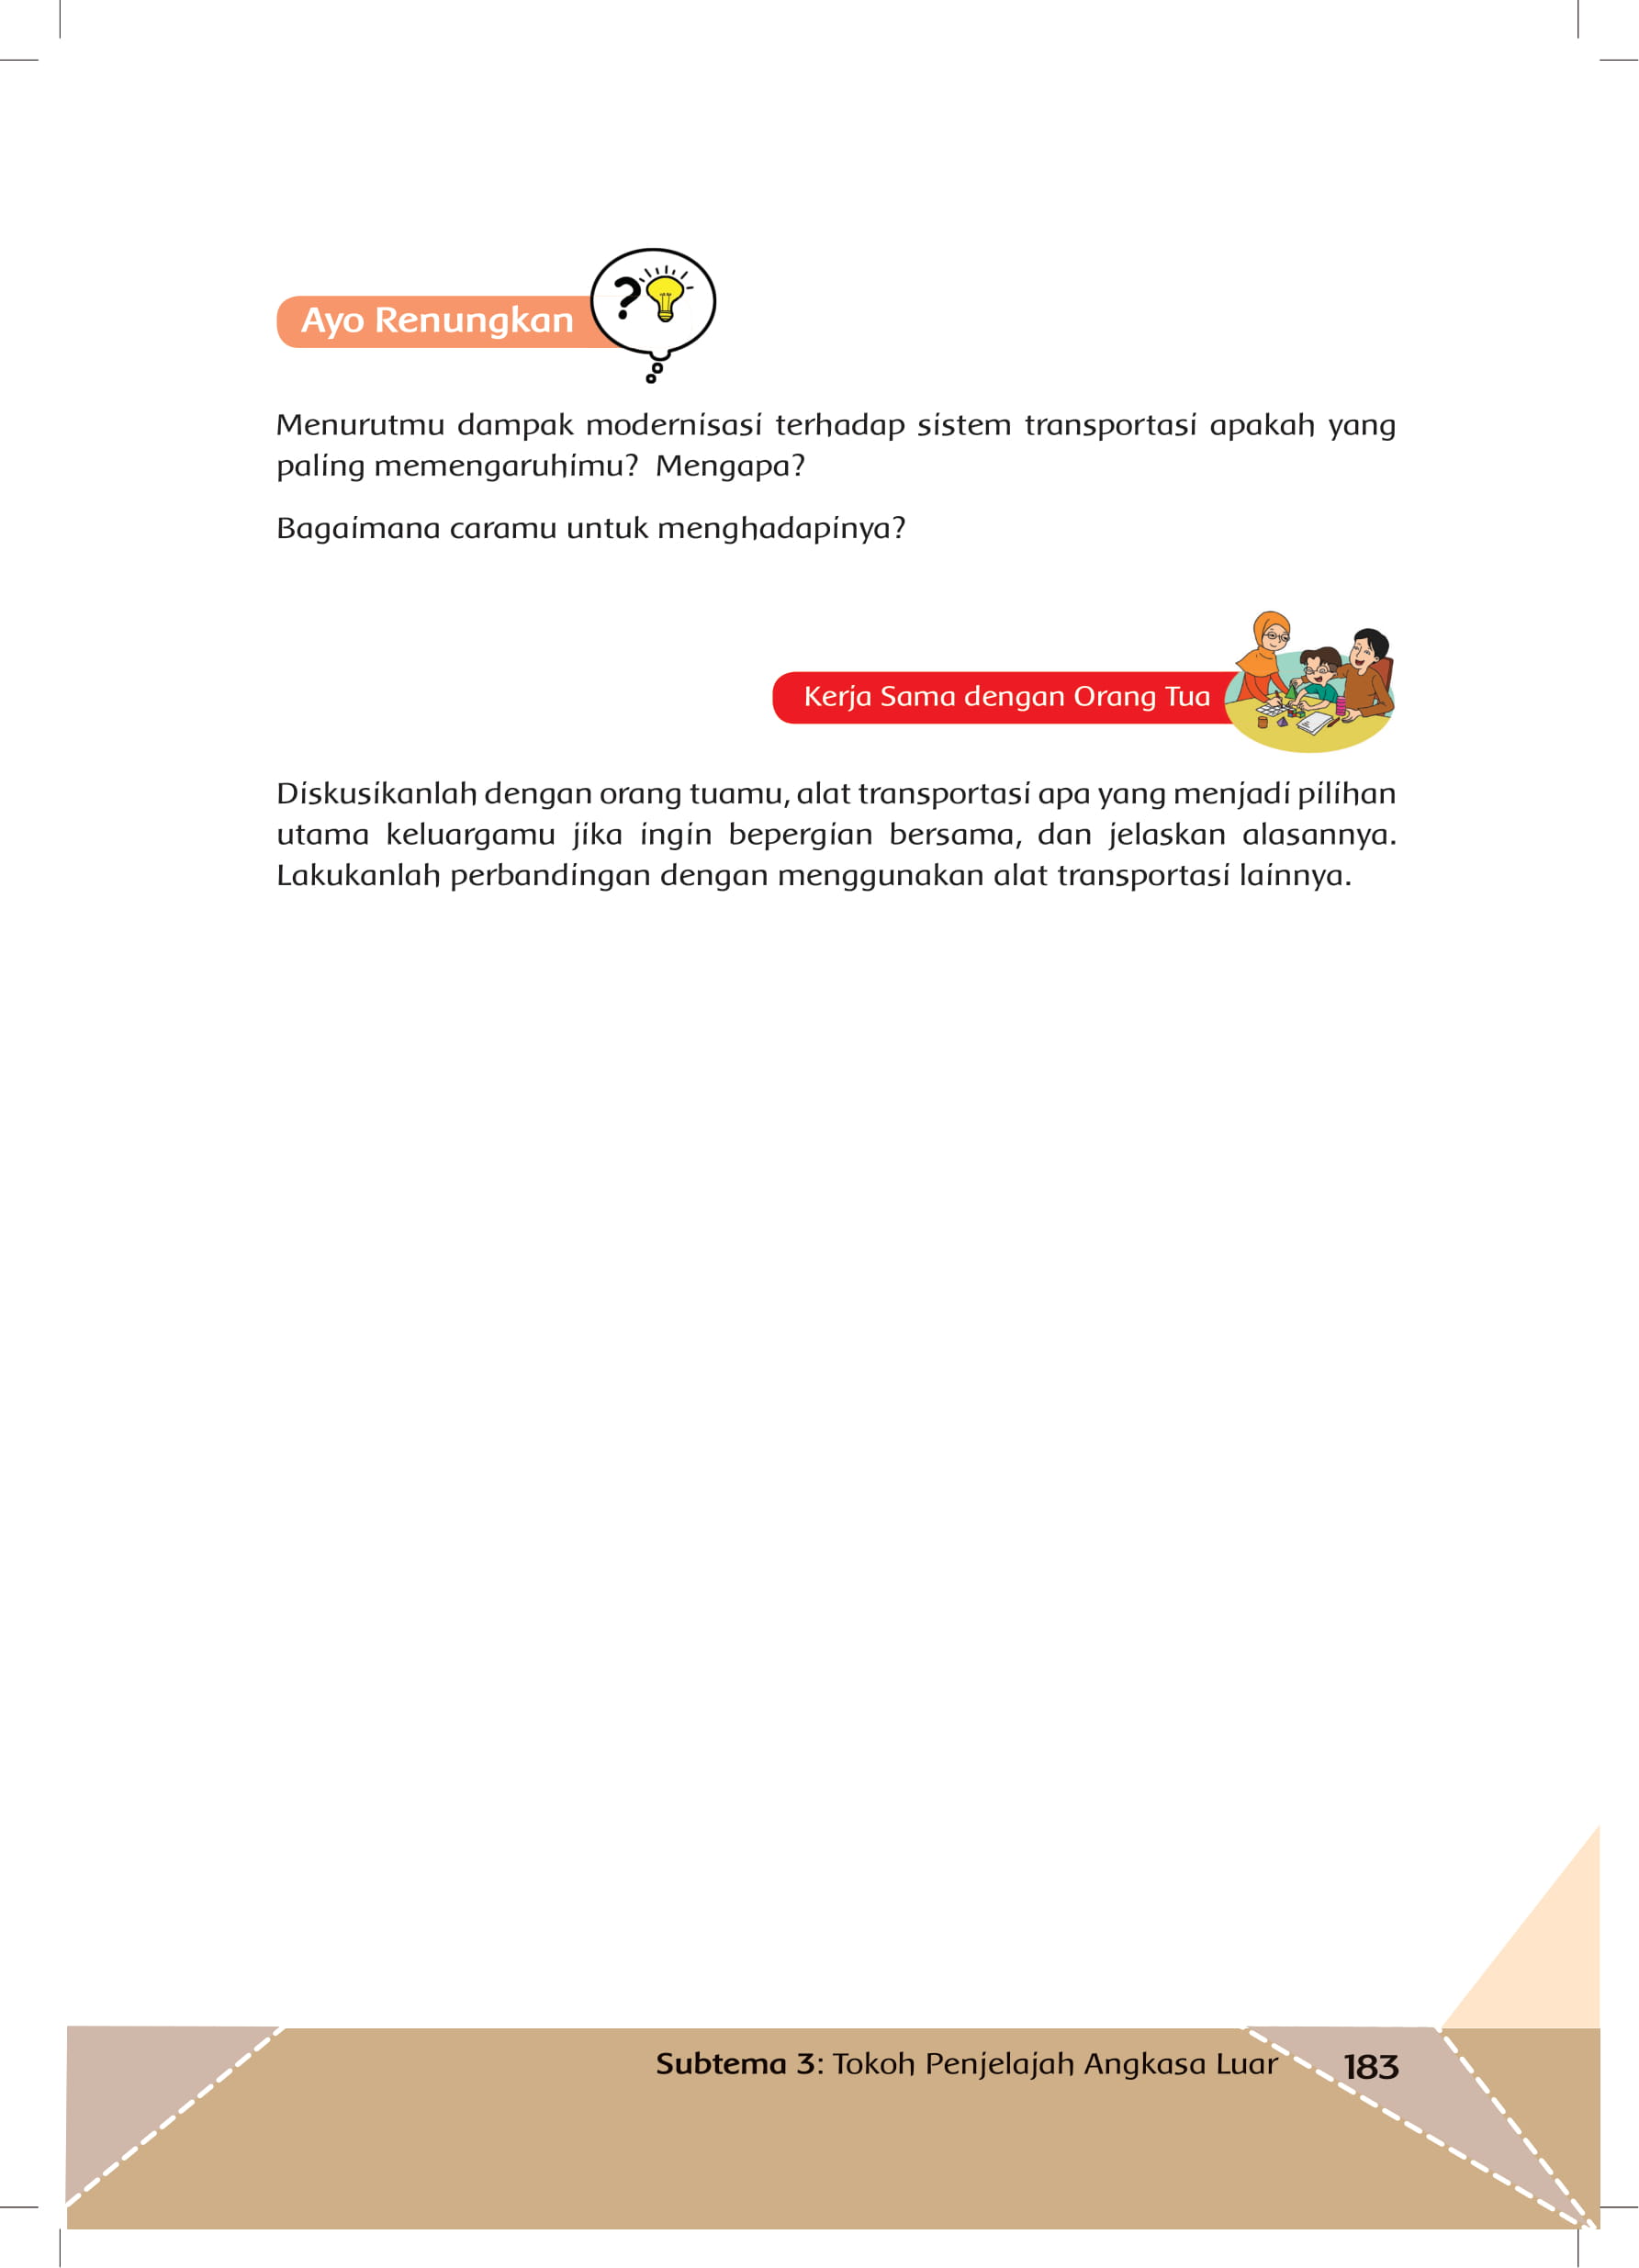 Ayo Renungkan
Menurutmu dampak modernisasi terhadap sistem transportasi apakah yang
paling memengaruhimu? Mengapa?
Bagaimana caramu untuk menghadapinya?
Kerja Sama dengan Orang Tua
Diskusikanlah dengan orang tuamu, alat transportasi apa yang menjadi pilihan
utama keluargamu jika ingin bepergian bersama, dan jelaskan alasannya.
Lakukanlah perbandingan dengan menggunakan alat transportasi lainnya.
Subtema 3: Tokoh Penjelajah Angkasa Luar 183